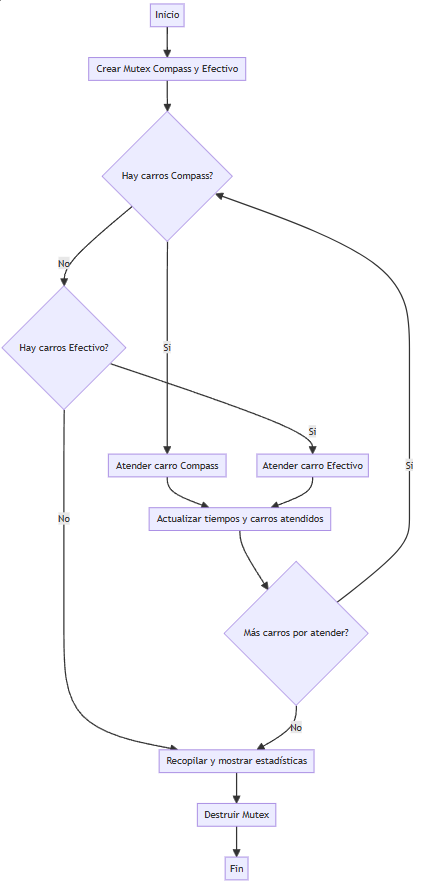 Inicio
Crear Mutex Compass y Efectivo
Hay carros Compass?
No
Hay carros Efectivo?
Si
Si
Atender carro Compass
Atender carro Efectivo
Si
No
Actualizar tiempos y carros atendidos
Más carros por atender?
No
Recopilar y mostrar estadísticas
Destruir Mutex
Fin